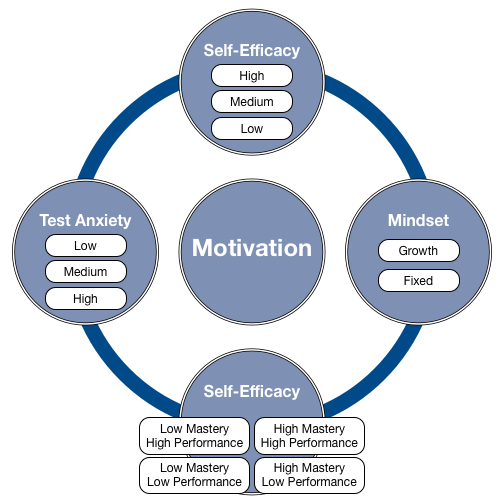 Self-Efficacy
High
Medium
Low
Test Anxiety
Low
Medium
High
Motivation
Mindset
Growth
Fixed
Self-Efficacy
Low Mastery
High Performance
High Mastery
High Performance
Low Mastery
Low Performance
High Mastery
Low Performance